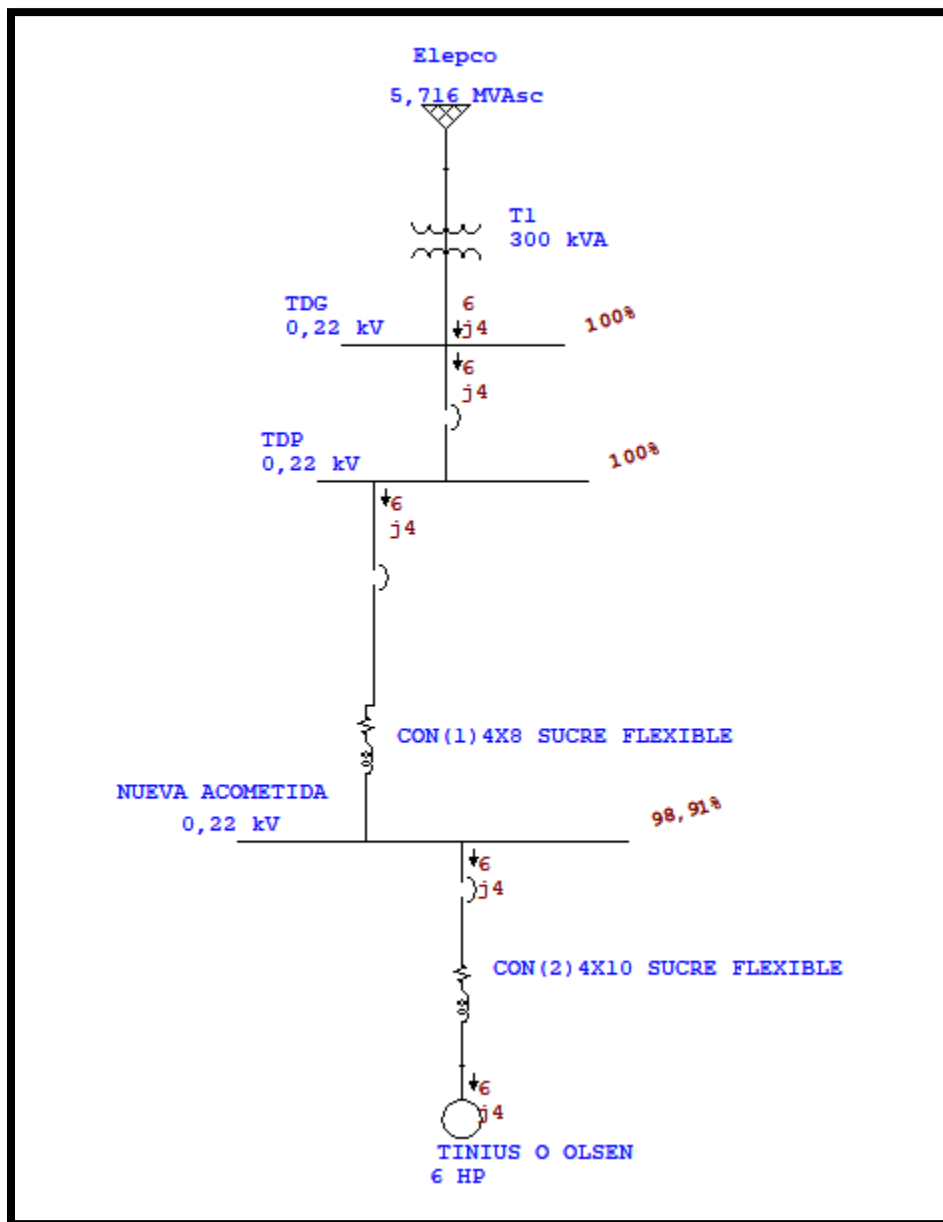 Elepco
5,716 MVAsc
T1
300 kVA
TDG
0,22 kV
6
j4
100%
6
j4
TDP
0,22 kV
100%
6
j4
CON(1)4X8 SUCRE FLEXIBLE
NUEVA ACOMETIDA
0,22 kV
98,91%
6
j4
CON(2)4X10 SUCRE FLEXIBLE
6
j4
TINIUS O OLSEN
6 HP